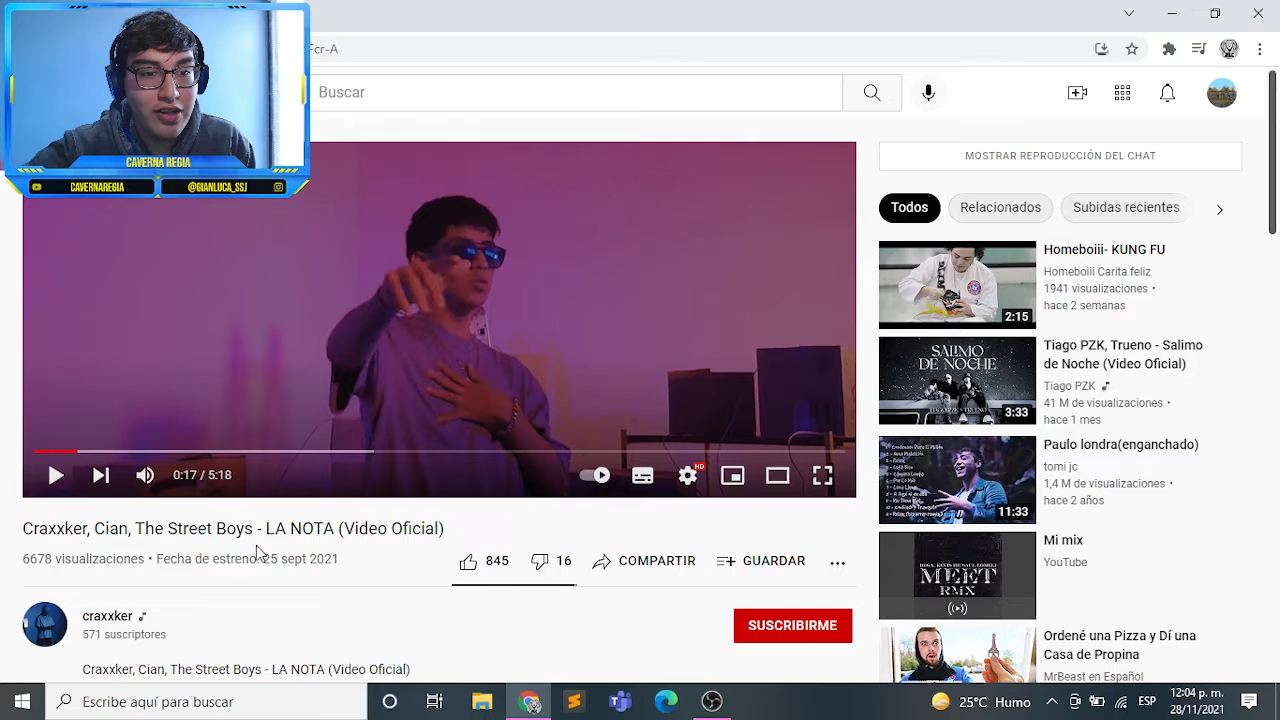 Fcr-A
Buscar
CAVERNA REGIA
CAVERNAREGIA
@GIANLUCA_SSJ
MOSTRAR REPRODUCCIÓN DEL CHAT
Todos
Relacionados
Subidas recientes
Homeboiii- KUNG FU
Homeboiii Carita feliz
1941 visualizaciones •
hace 2 semanas
2:15
SALIMO
DE NOCHE
TIAGO PZK TRUENO
3:33
Tiago PZK, Trueno - Salimo
de Noche (Video Oficial)
Tiago PZK
41 M de visualizaciones •
hace 1 mes
11:33
Paulo londra(enganchado)
tomi jc
1,4 M de visualizaciones •
hace 2 años
MEET
RMX
Mi mix
YouTube
Ordené una Pizza y Dí una
Casa de Propina
MrBeast en Español
0:17 / 5:18
HD
Craxxker, Cian, The Street Boys - LA NOTA (Video Oficial)
6678 visualizaciones • Fecha de estreno 25 sept 2021
845
16
COMPARTIR
GUARDAR
craxxker
571 suscriptores
SUSCRIBIRME
Craxxker, Cian, The Street Boys - LA NOTA (Video Oficial)
Escribe aquí para buscar
25°C Humo
12:04 p. m.
28/11/2021